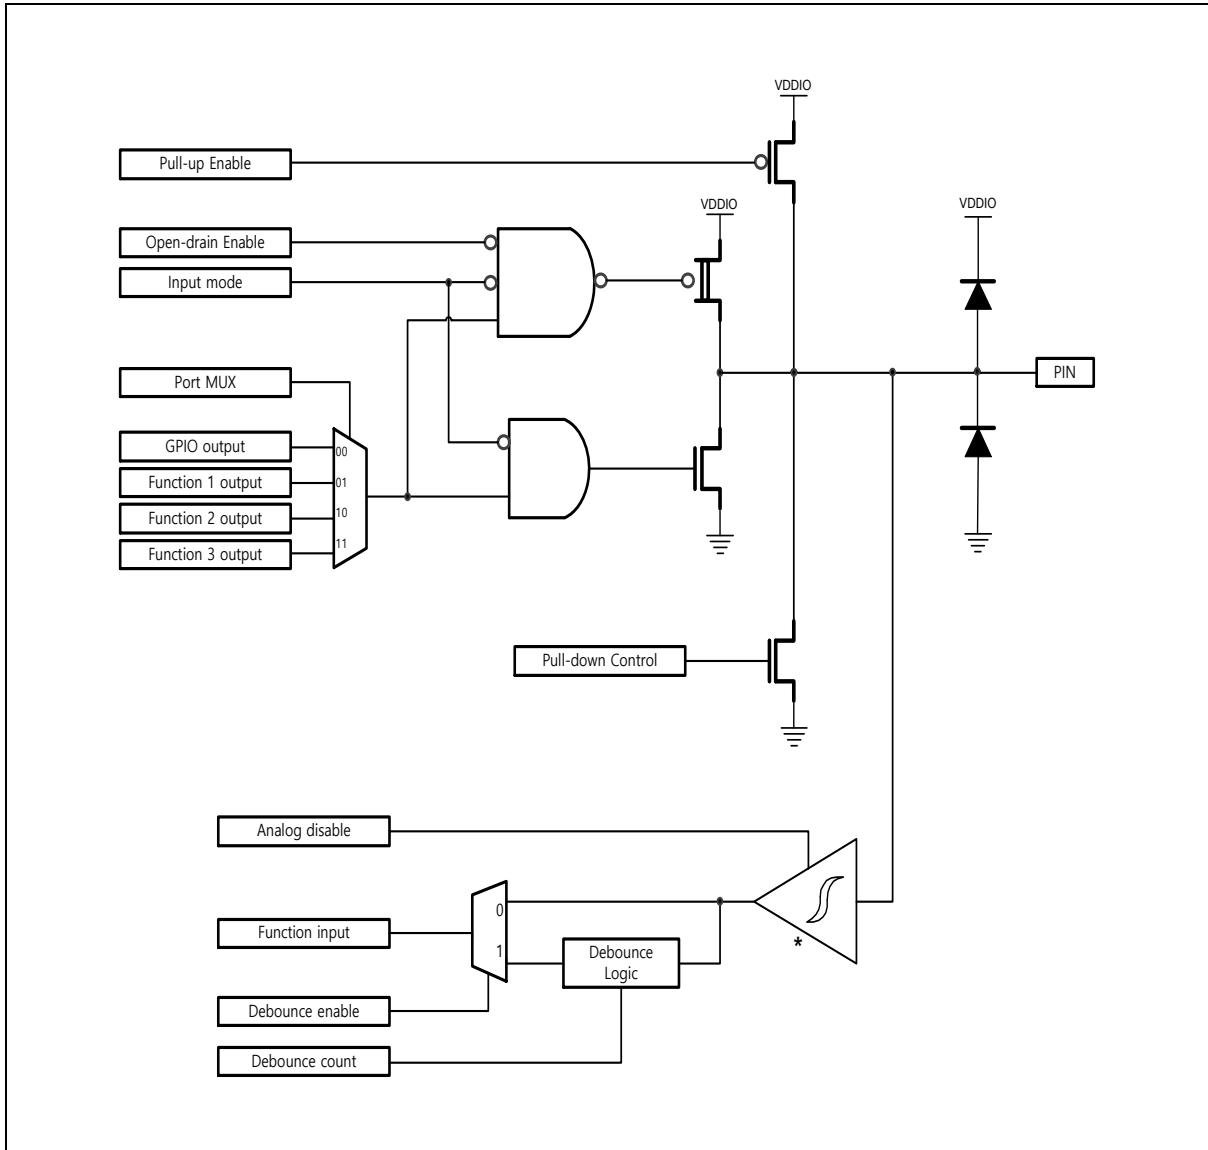 VDDIO
Pull-up Enable
VDDIO
VDDIO
Open-drain Enable
Input mode
Port MUX
PIN
GPIO output
00
Function 1 output
01
Function 2 output
10
Function 3 output
11
Pull-down Control
Analog disable
0
Function input
*
1
Debounce
Logic
Debounce enable
Debounce count